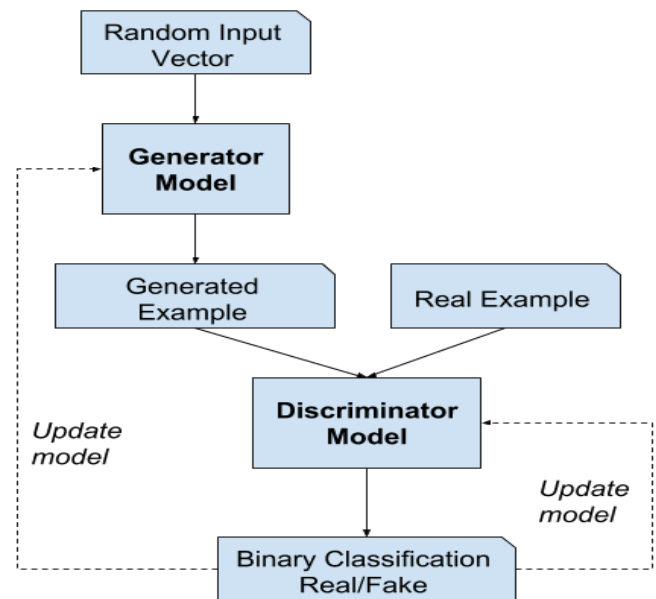 Random Input
Vector
Generator
Model
Generated
Example
Real Example
Discriminator
Model
Update
model
Update
model
Binary Classification
Real/Fake